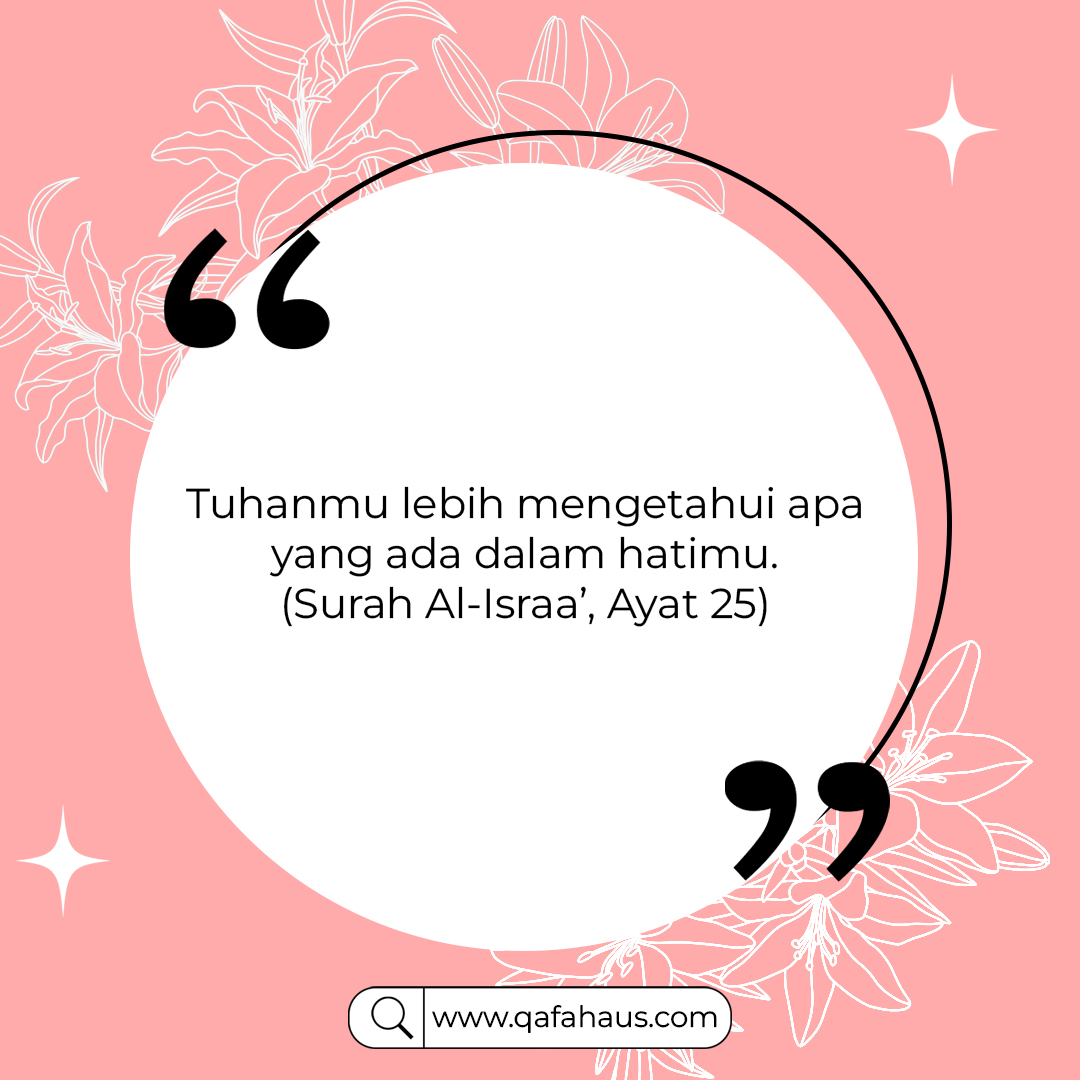 “
Tuhanmu lebih mengetahui apa
yang ada dalam hatimu.
(Surah Al-Israa’, Ayat 25)
”
www.qafahaus.com